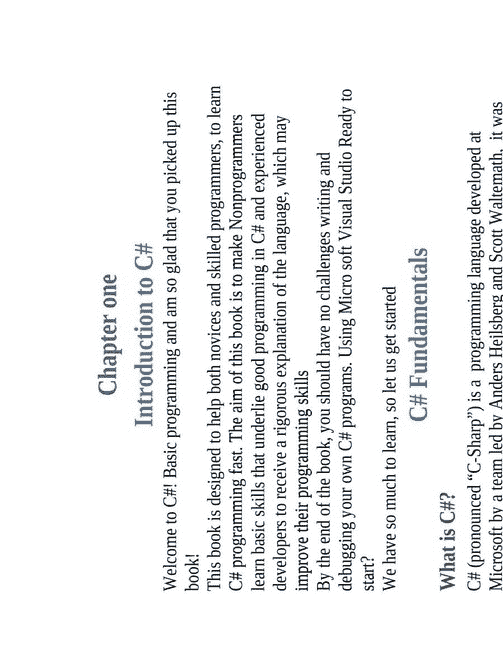 Chapter one
Introduction to C#
Welcome to C#! Basic programming and am so glad that you picked up this
book!
This book is designed to help both novices and skilled programmers, to learn
C# programming fast. The aim of this book is to make Nonprogrammers
learn basic skills that underlie good programming in C# and experienced
developers to receive a rigorous explanation of the language, which may
improve their programming skills
By the end of the book, you should have no challenges writing and
debugging your own C# programs. Using Micro soft Visual Studio Ready to
start?
We have so much to learn, so let us get started
C# Fundamentals
What is C#?
C# (pronounced “C-Sharp”) is a programming language developed at
Microsoft by a team led by Anders Hejlsberg and Scott Waltemath. it was